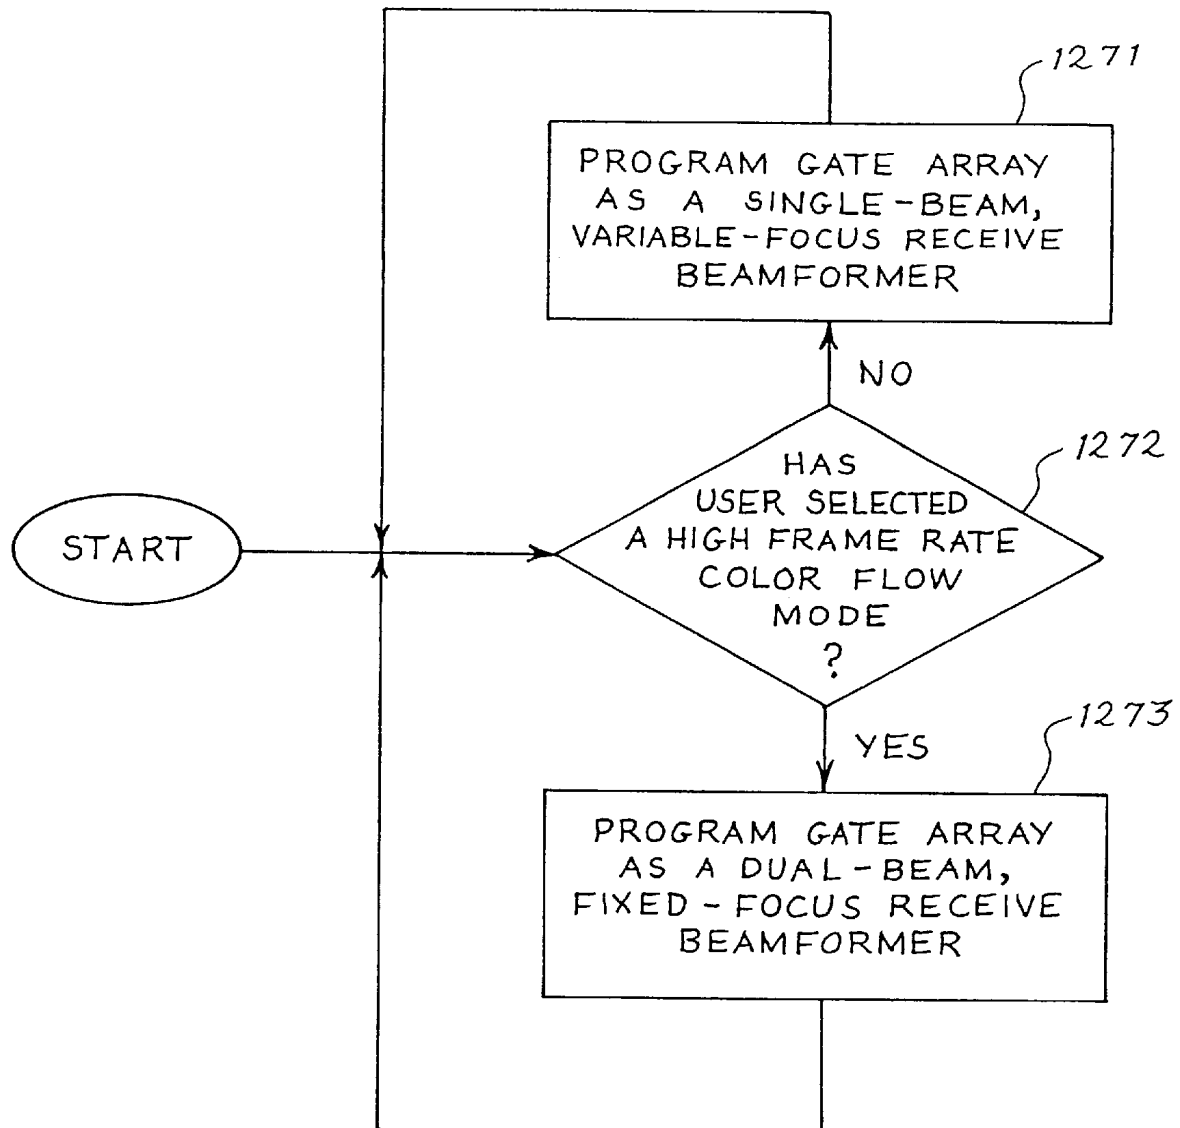 1271
PROGRAM GATE ARRAY
AS A SINGLE-BEAM,
VARIABLE-FOCUS RECEIVE
BEAMFORMER
NO
1272
HAS
USER SELECTED
A HIGH FRAME RATE
COLOR FLOW
MODE
?
START
YES
1273
PROGRAM GATE ARRAY
AS A DUAL-BEAM,
FIXED-FOCUS RECEIVE
BEAMFORMER